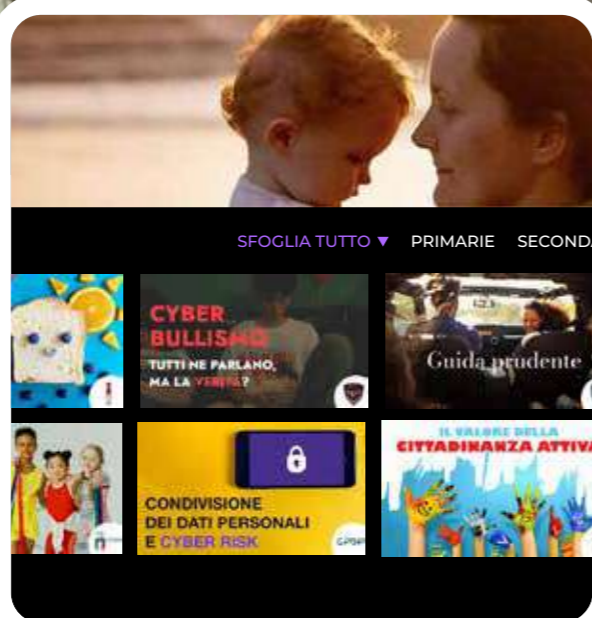 SFOGLIA TUTTO ▼ PRIMARIE SECONDA
CYBER
BULLISMO
TUTTI NE PARLANO,
MA LA VERITÀ?
Guida prudente
CONDIVISIONE
DEI DATI PERSONALI
E CYBER RISK
IL VALORE DELLA
CITTADINANZA ATTIVA